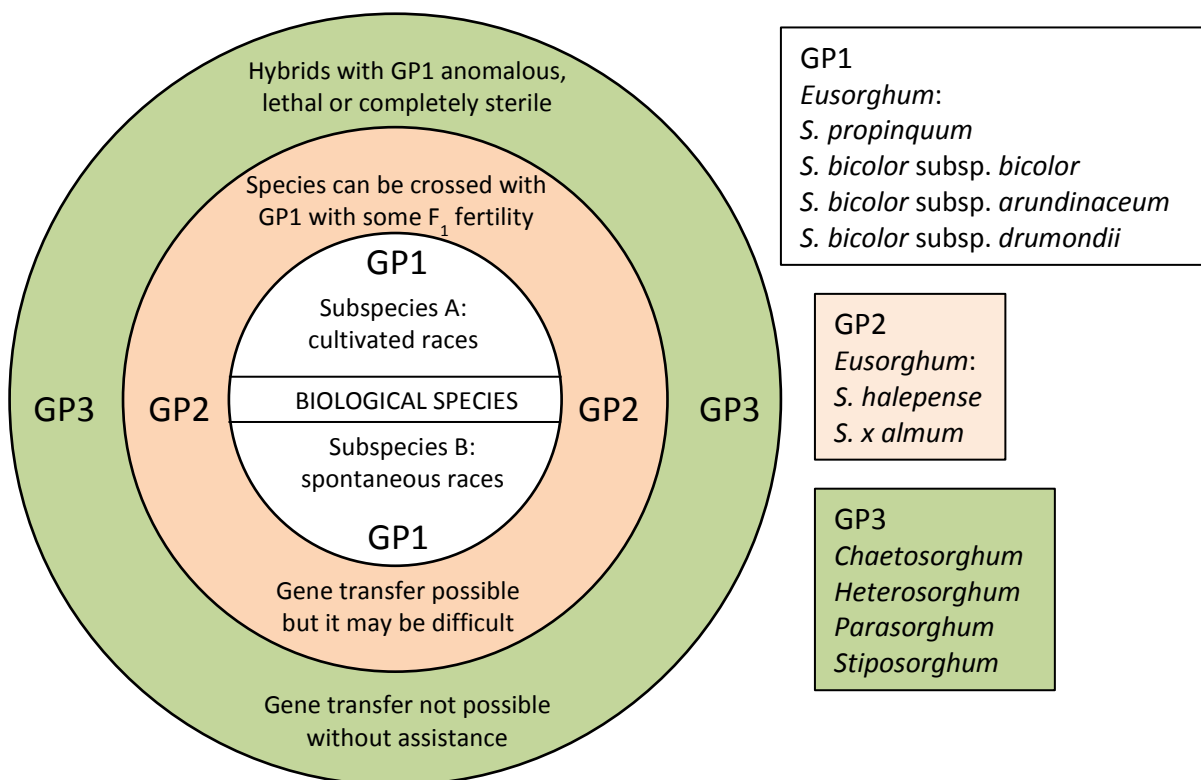 Hybrids with GP1 anomalous,
lethal or completely sterile
Species can be crossed with
GP1 with some F₁ fertility
GP1
Subspecies A:
cultivated races
GP3
GP2
BIOLOGICAL SPECIES
GP2
GP3
Subspecies B:
spontaneous races
GP1
Gene transfer possible
but it may be difficult
Gene transfer not possible
without assistance
GP1
Eusorghum:
S. propinquum
S. bicolor subsp. bicolor
S. bicolor subsp. arundinaceum
S. bicolor subsp. drumondii
GP2
Eusorghum:
S. halepense
S. x almum
GP3
Chaetosorghum
Heterosorghum
Parasorghum
Stiposorghum